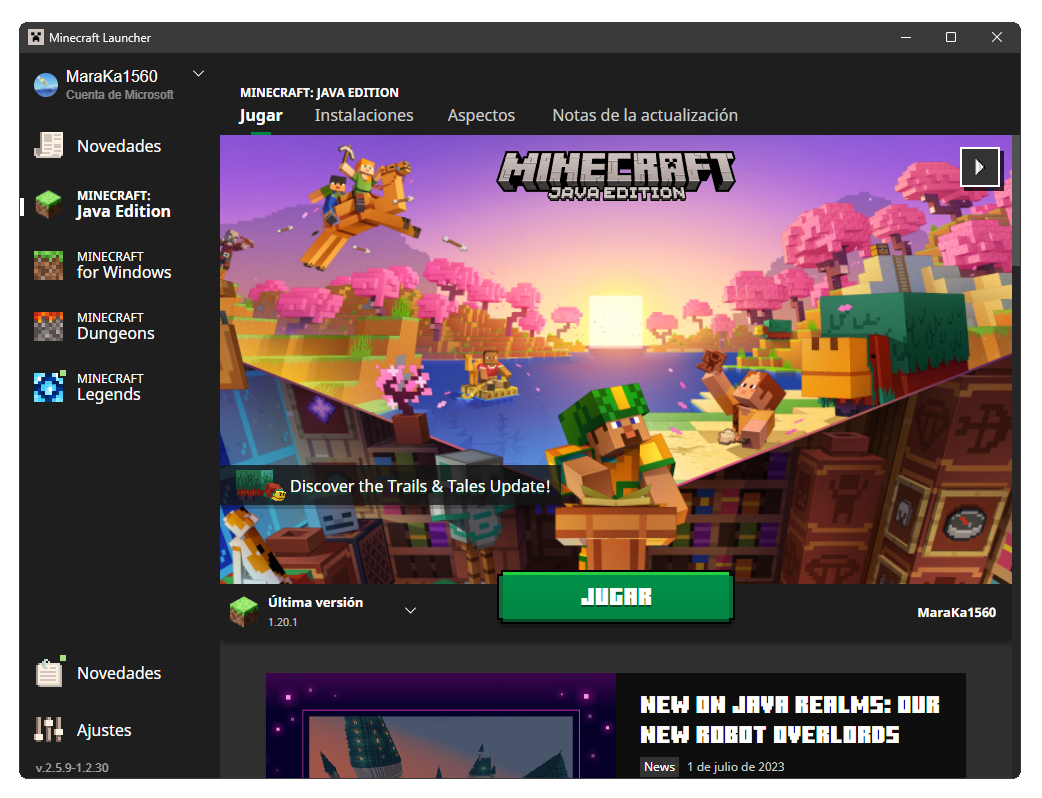 Minecraft Launcher
MaraKa1560
Cuenta de Microsoft
Novedades
MINECRAFT:
Java Edition
MINECRAFT
for Windows
MINECRAFT
Dungeons
MINECRAFT
Legends
Novedades
Ajustes
v.2.5.9-1.2.30
MINECRAFT: JAVA EDITION
Jugar Instalaciones Aspectos Notas de la actualización
MINECRAFT
JAVA EDITION
Discover the Trails & Tales Update!
Última versión
1.20.1
JUGAR
MaraKa1560
NEW ON JAVA REALMS: OUR
NEW ROBOT OVERLORDS
News 1 de julio de 2023